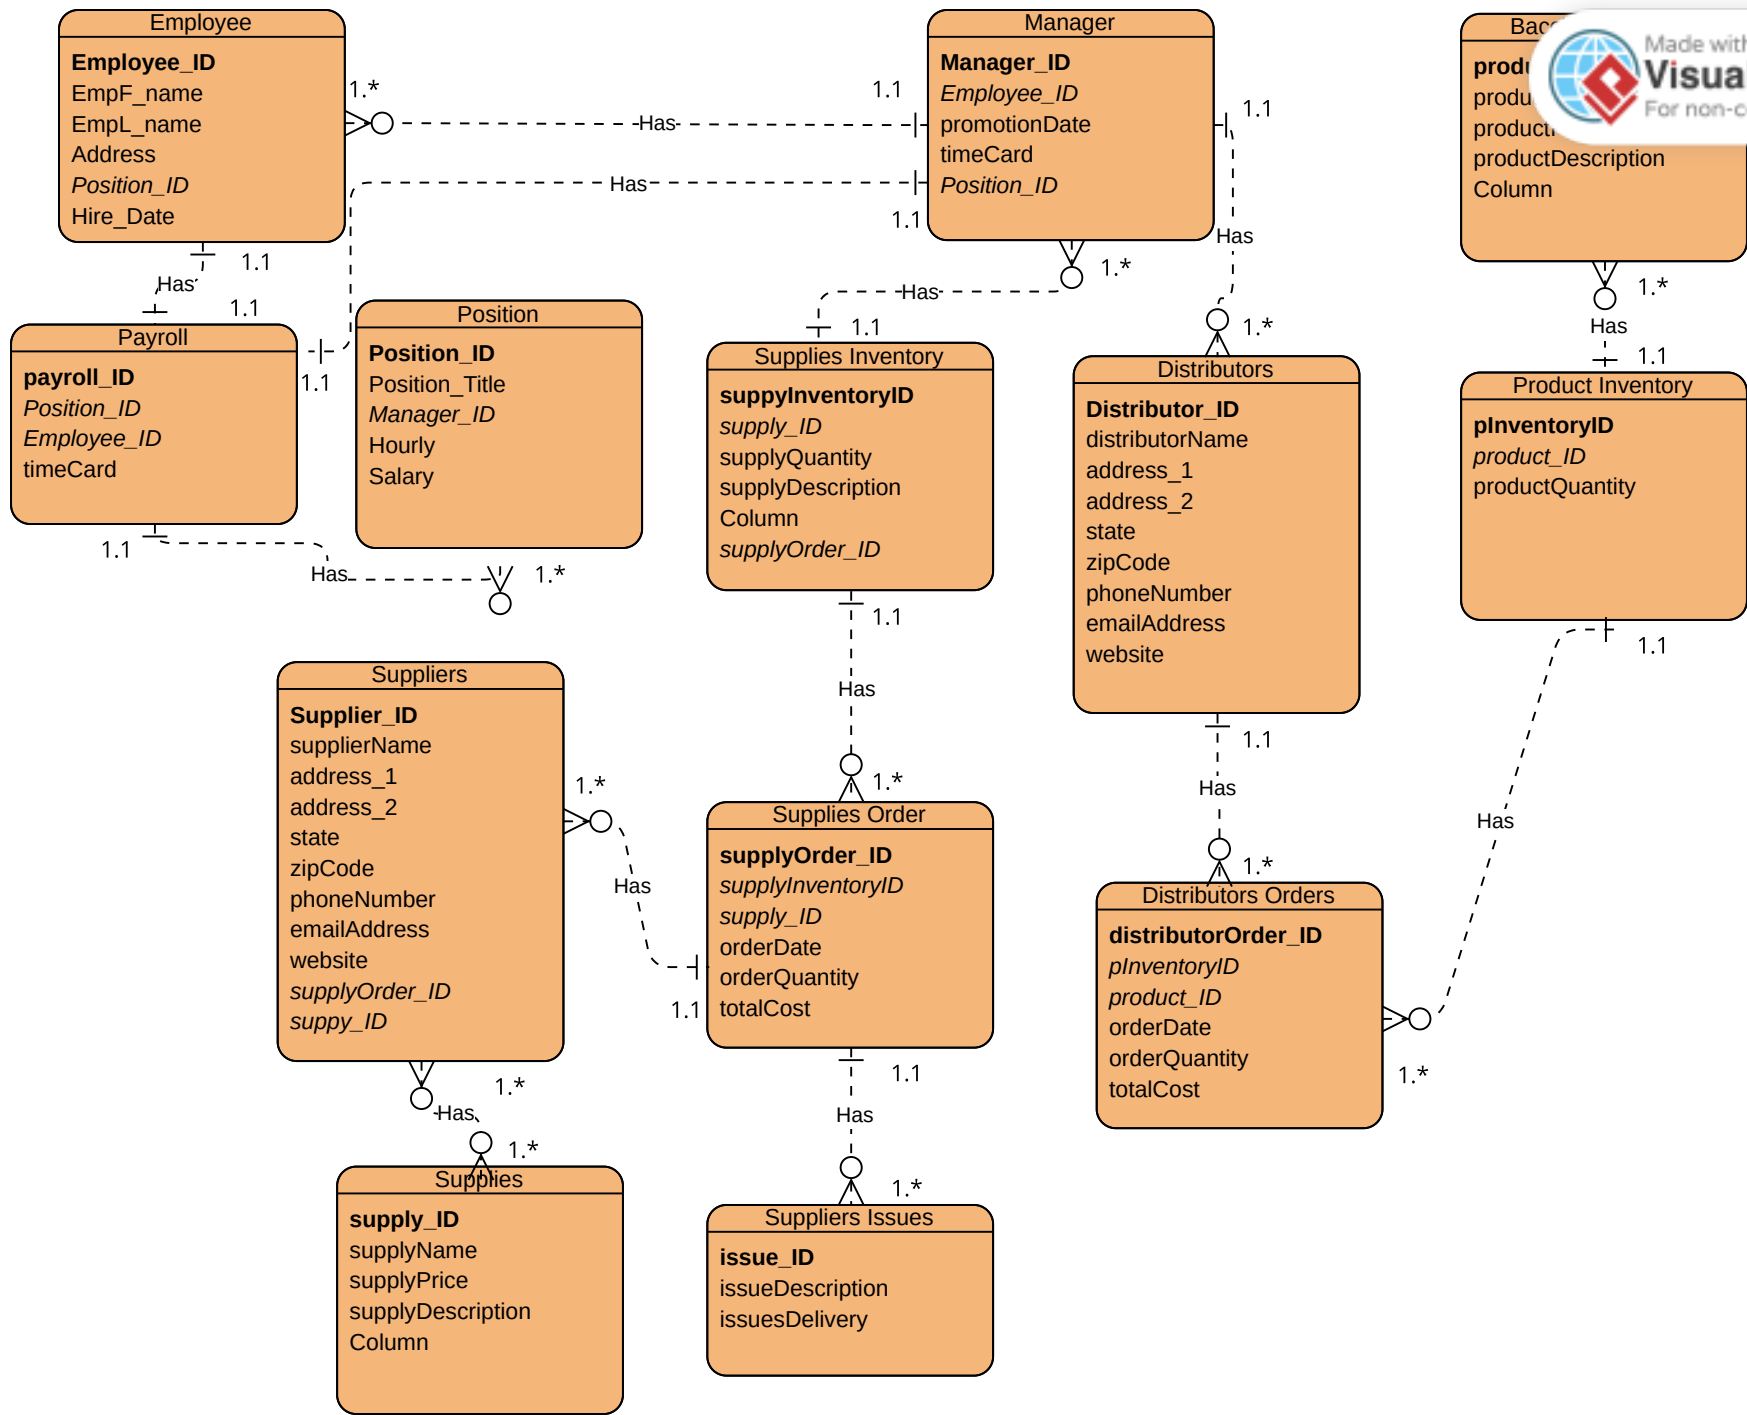 Employee
Employee_ID
EmpF_name
EmpL_name
Address
Position_ID
Hire_Date
1.*
Has
1.1
Manager
Manager_ID
Employee_ID
promotionDate
timeCard
Position_ID
1.1
Has
1.1
Has
1.*
Made with
productDescription
Column
1.*
Has
1.1
1.1
Has
1.1
Payroll
payroll_ID
Position_ID
Employee_ID
timeCard
1.1
1.1
Has
1.*
Position
Position_ID
Position_Title
Manager_ID
Hourly
Salary
Has
1.*
1.1
Supplies Inventory
suppyInventoryID
supply_ID
supplyQuantity
supplyDescription
Column
supplyOrder_ID
1.1
Has
1.*
Distributors
Distributor_ID
distributorName
address_1
address_2
state
zipCode
phoneNumber
emailAddress
website
1.1
Has
1.*
Product Inventory
pInventoryID
product_ID
productQuantity
1.1
Has
1.*
Suppliers
Supplier_ID
supplierName
address_1
address_2
state
zipCode
phoneNumber
emailAddress
website
supplyOrder_ID
suppy_ID
1.*
Has
1.1
Supplies Order
supplyOrder_ID
supplyInventoryID
supply_ID
orderDate
orderQuantity
totalCost
1.1
Has
1.*
Distributors Orders
distributorOrder_ID
pInventoryID
product_ID
orderDate
orderQuantity
totalCost
1.*
Has
1.*
Supplies
supply_ID
supplyName
supplyPrice
supplyDescription
Column
Suppliers Issues
issue_ID
issueDescription
issuesDelivery